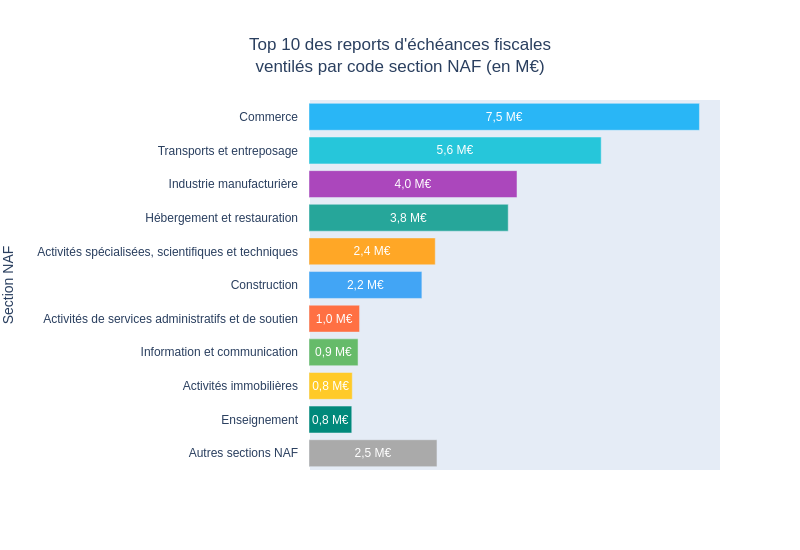 Top 10 des reports d'échéances fiscales
ventilés par code section NAF (en M€)
Section NAF
Commerce 7,5 M€
Transports et entreposage 5,6 M€
Industrie manufacturière 4,0 M€
Hébergement et restauration 3,8 M€
Activités spécialisées, scientifiques et techniques 2,4 M€
Construction 2,2 M€
Activités de services administratifs et de soutien 1,0 M€
Information et communication 0,9 M€
Activités immobilières 0,8 M€
Enseignement 0,8 M€
Autres sections NAF 2,5 M€